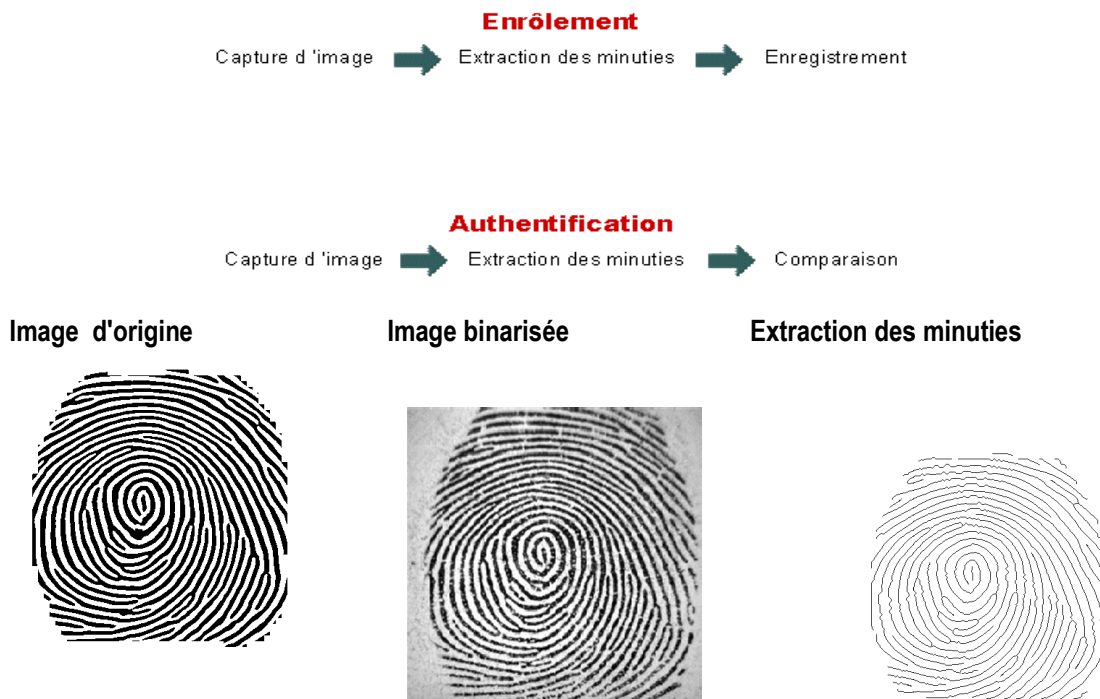 Enrôlement
Capture d 'image Extraction des minuties Enregistrement
Authentification
Capture d 'image Extraction des minuties Comparaison
Image d'origine Image binarisée Extraction des minuties